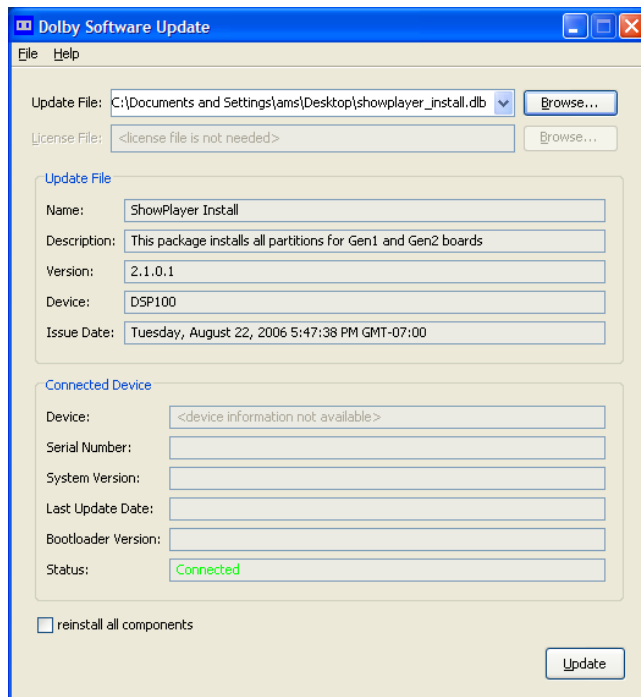 Dolby Software Update
File Help
Update File: C:\Documents and Settings\ams\Desktop\showplayer_install.dlb Browse...
License File: <license file is not needed> Browse...
Update File
Name: ShowPlayer Install
Description: This package installs all partitions for Gen1 and Gen2 boards
Version: 2.1.0.1
Device: DSP100
Issue Date: Tuesday, August 22, 2006 5:47:38 PM GMT-07:00
Connected Device
Device: <device information not available>
Serial Number:
System Version:
Last Update Date:
Bootloader Version:
Status: Connected
reinstall all components
Update